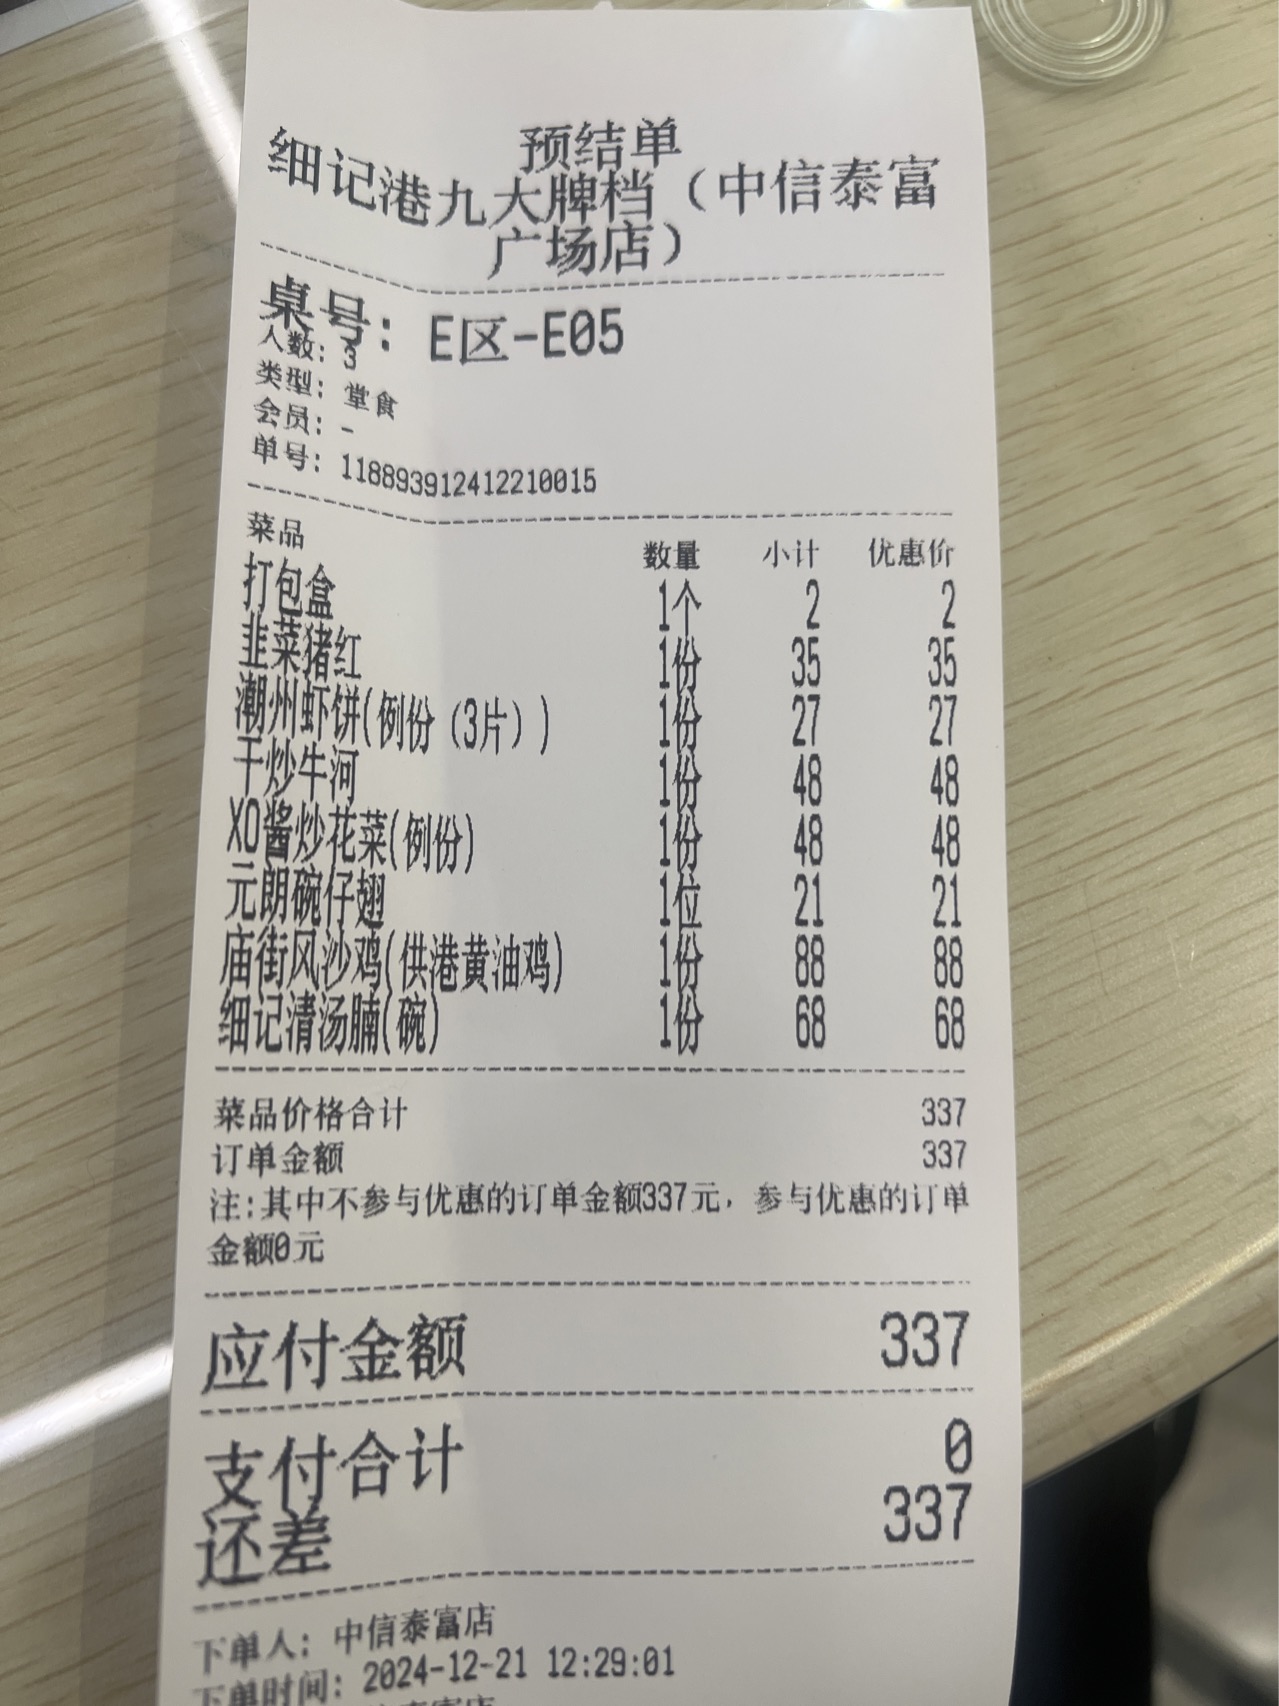 预结单
细记港九大牌档（中信泰富
广场店）
桌号：E区-E05
人数：3
类型：堂食
会员：-
单号：118893912412210015
菜品 数量 小计 优惠价
打包盒 1个 2 2
韭菜猪红 1份 35 35
潮州虾饼(例份（3片）) 1份 27 27
干炒牛河 1份 48 48
XO酱炒花菜(例份) 1份 48 48
元朗碗仔翅 1位 21 21
庙街风沙鸡(供港黄油鸡) 1份 88 88
细记清汤腩(碗) 1份 68 68
菜品价格合计 337
订单金额 337
注:其中不参与优惠的订单金额337元，参与优惠的订单
金额0元
应付金额 337
支付合计 0
还差 337
下单人：中信泰富店
下单时间：2024-12-21 12:29:01